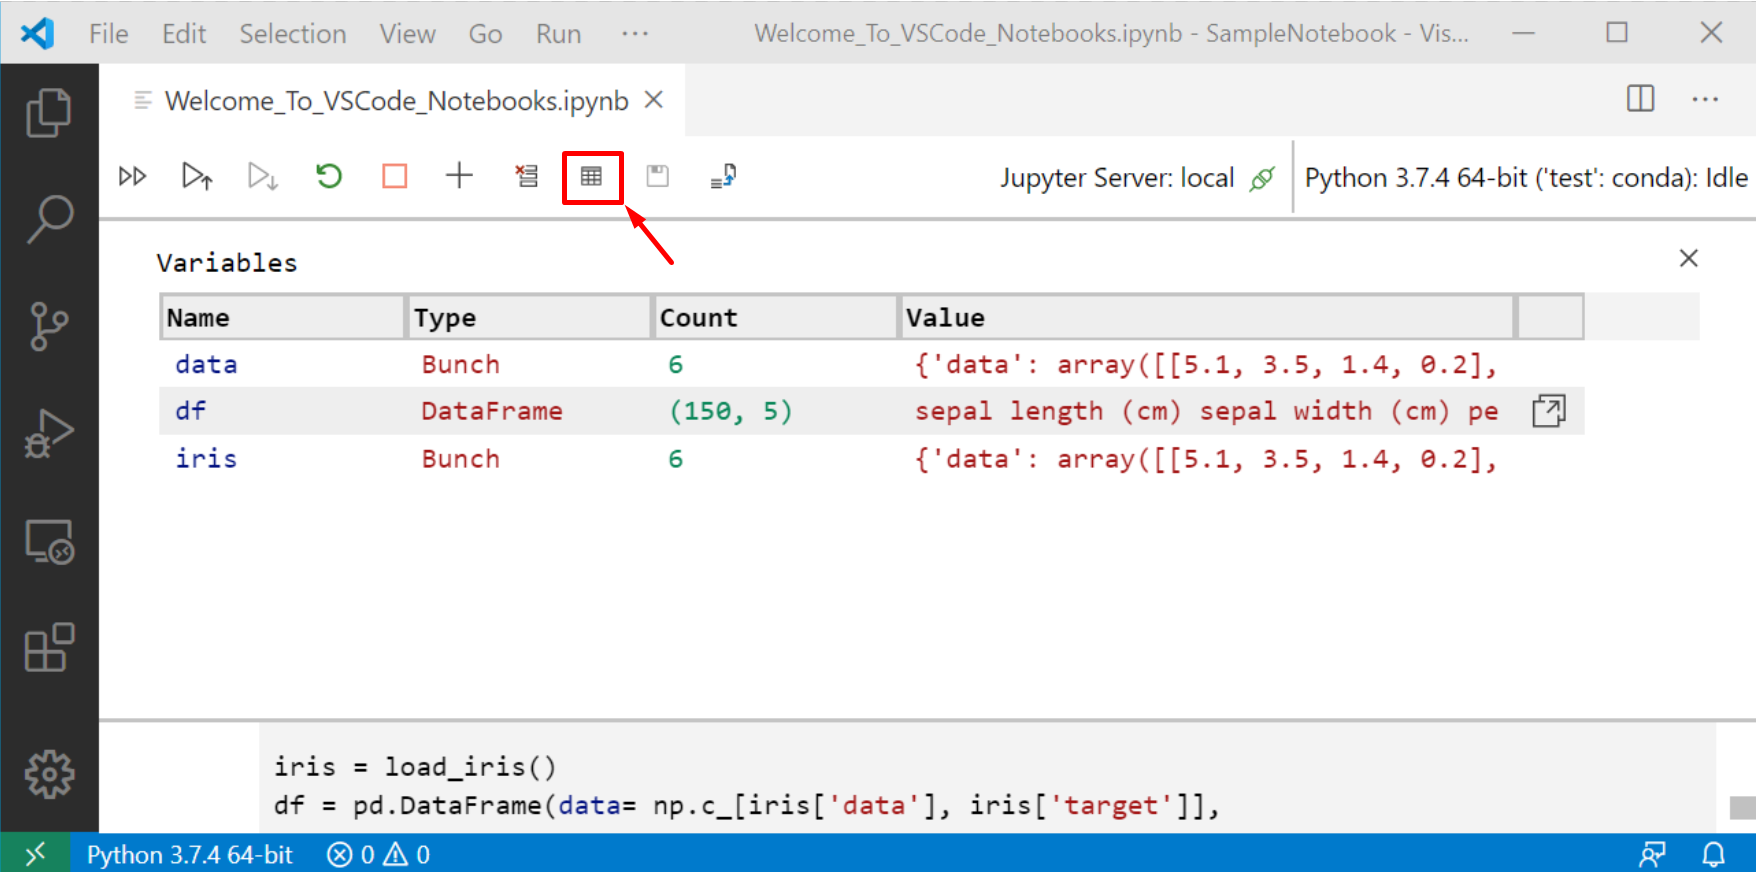 File Edit Selection View Go Run ··· Welcome_To_VSCode_Notebooks.ipynb - SampleNotebook - Vis...
Welcome_To_VSCode_Notebooks.ipynb
Jupyter Server: local Python 3.7.4 64-bit ('test': conda): Idle
Variables
Name Type Count Value
data Bunch 6 {'data': array([[5.1, 3.5, 1.4, 0.2],
df DataFrame (150, 5) sepal length (cm) sepal width (cm) pe
iris Bunch 6 {'data': array([[5.1, 3.5, 1.4, 0.2],
iris = load_iris()
df = pd.DataFrame(data= np.c_[iris['data'], iris['target']],
Python 3.7.4 64-bit 0 0